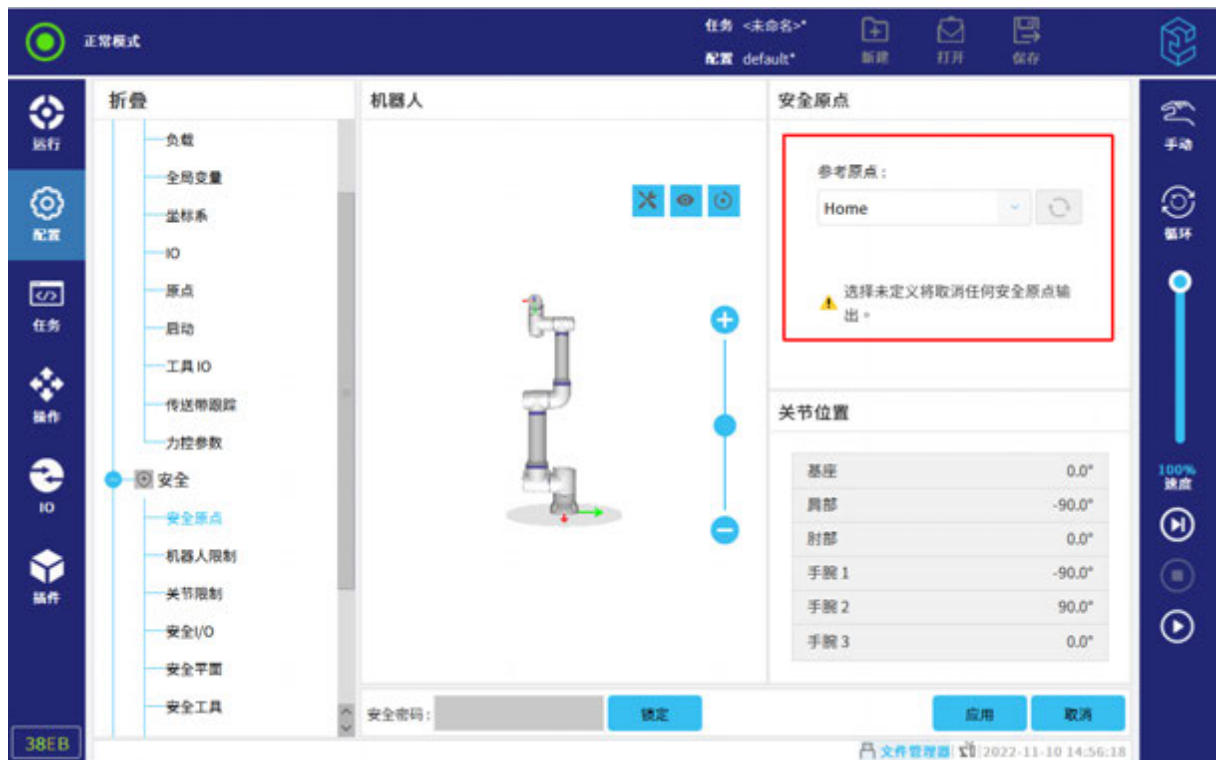 正常模式
任务 <未命名>*
配置 default*
新建
打开
保存
运行
配置
任务
操作
IO
插件
38EB
折叠
负载
全局变量
坐标系
IO
原点
启动
工具 IO
传送带跟踪
力控参数
安全
安全原点
机器人限制
关节限制
安全I/O
安全平面
安全工具
机器人
安全原点
参考原点：
Home
选择未定义将取消任何安全原点输
出。
关节位置
基座 0.0°
肩部 -90.0°
肘部 0.0°
手腕 1 -90.0°
手腕 2 90.0°
手腕 3 0.0°
安全密码：
锁定
应用
取消
文件管理器
2022-11-10 14:56:18
手动
循环
100%
速度